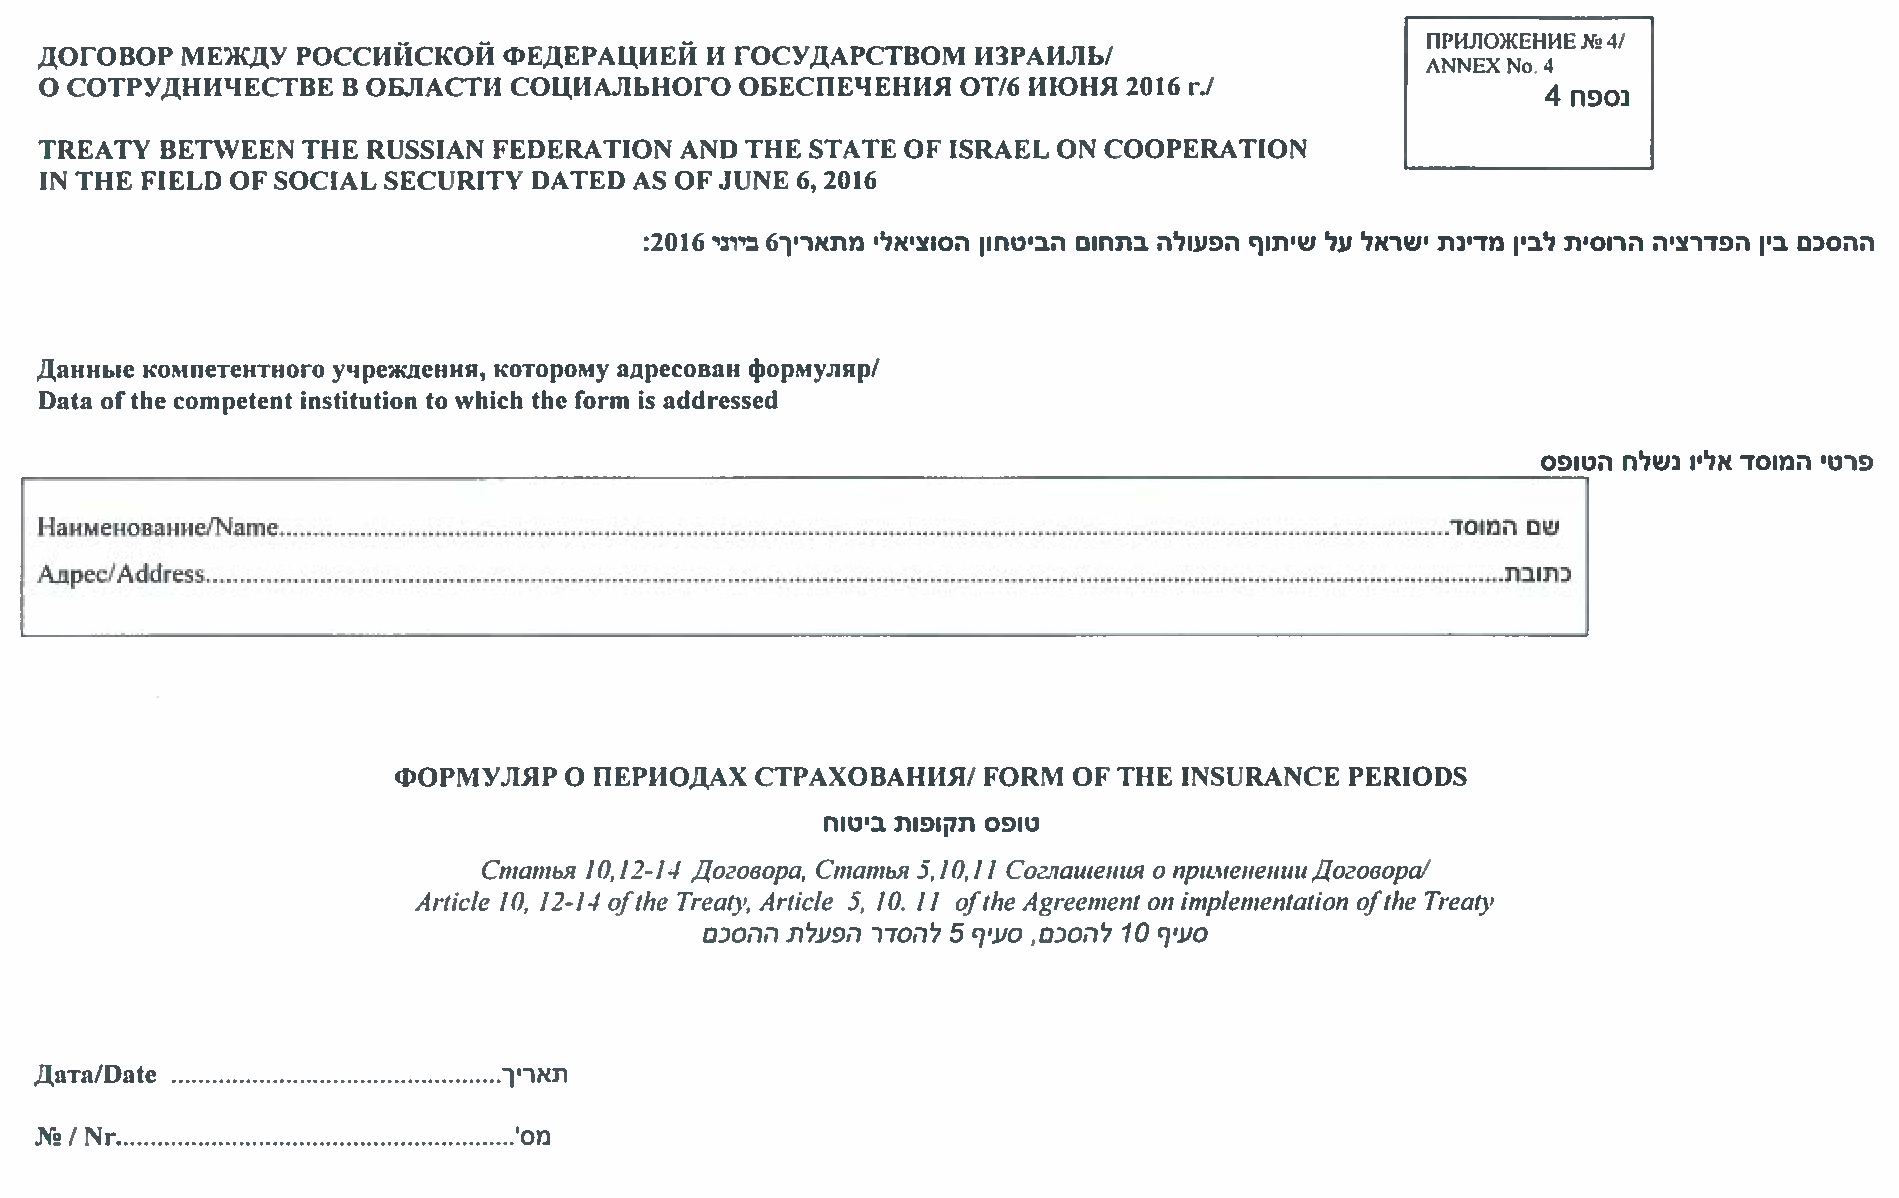 ДОГОВОР МЕЖДУ РОССИЙСКОЙ ФЕДЕРАЦИЕЙ И ГОСУДАРСТВОМ ИЗРАИЛЬ/
О СОТРУДНИЧЕСТВЕ В ОБЛАСТИ СОЦИАЛЬНОГО ОБЕСПЕЧЕНИЯ ОТ/6 ИЮНЯ 2016 г./
ПРИЛОЖЕНИЕ № 4/
ANNEX No. 4
נספח 4
TREATY BETWEEN THE RUSSIAN FEDERATION AND THE STATE OF ISRAEL ON COOPERATION
IN THE FIELD OF SOCIAL SECURITY DATED AS OF JUNE 6, 2016
ההסכם בין הפדרציה הרוסית לבין מדינת ישראל על שיתוף הפעולה בתחום הביטחון הסוציאלי מתאריך6 ביוני 2016:
Данные компетентного учреждения, которому адресован формуляр/
Data of the competent institution to which the form is addressed
פרטי המוסד אליו נשלח הטופס
Наименование/Name.......................................................שם המוסד
Адрес/Address.......................................................כתובת
ФОРМУЛЯР О ПЕРИОДАХ СТРАХОВАНИЯ/ FORM OF THE INSURANCE PERIODS
טופס תקופות ביטוח
Статья 10,12-14 Договора, Статья 5,10,11 Соглашения о применении Договора/
Article 10, 12-14 of the Treaty, Article 5, 10. 11 of the Agreement on implementation of the Treaty
סעיף 10 להסכם, סעיף 5 להסדר הפעלת ההסכם
Дата/Date .................................................תאריך
№ / Nr...........................................................מס'